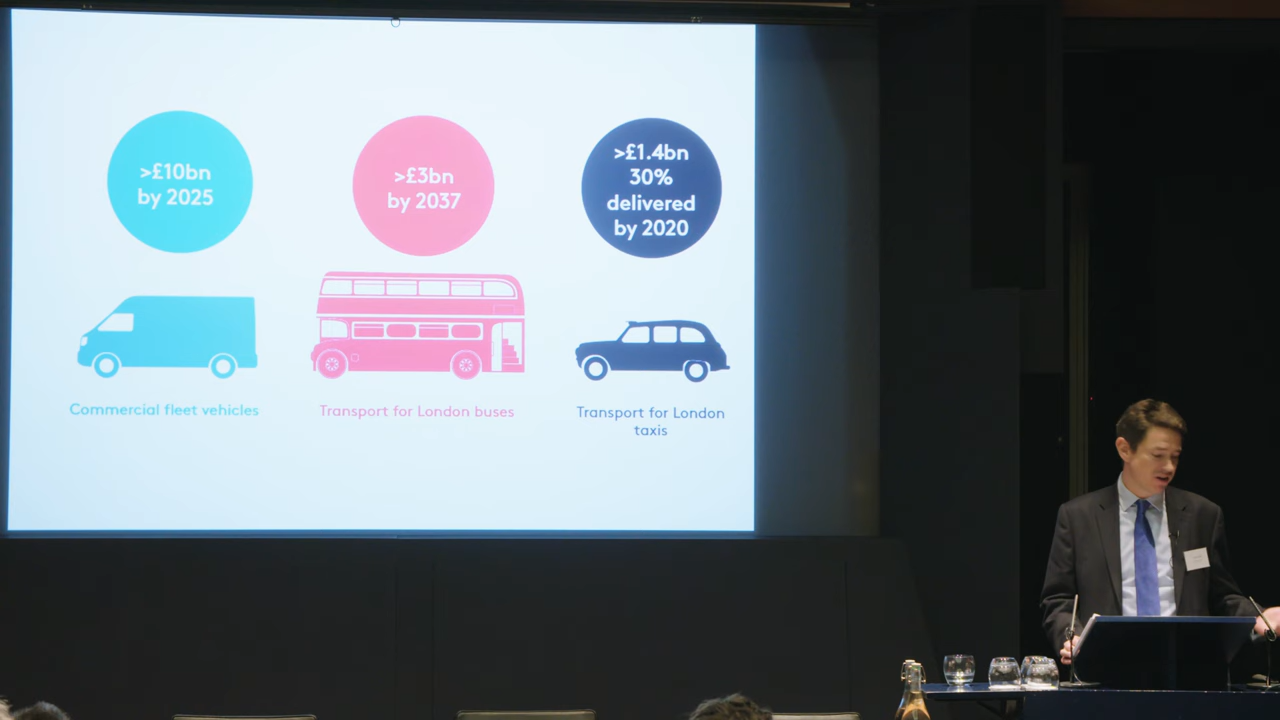 >£10bn
by 2025
>£3bn
by 2037
>£1.4bn
30%
delivered
by 2020
Commercial fleet vehicles
Transport for London buses
Transport for London
taxis